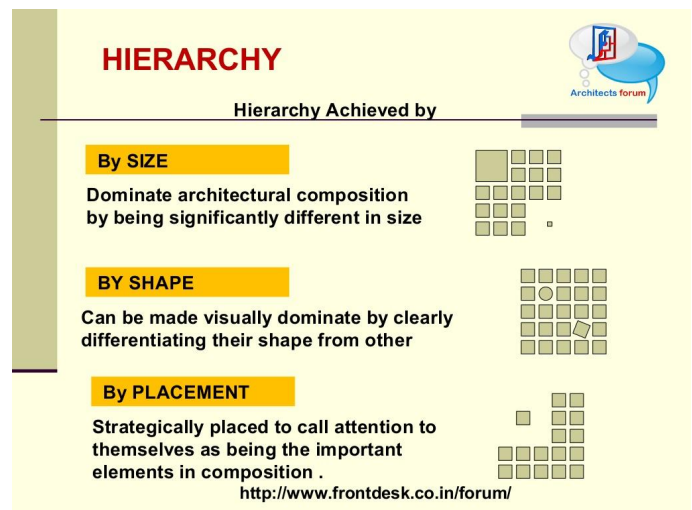 HIERARCHY
Architects forum
Hierarchy Achieved by
By SIZE
Dominate architectural composition
by being significantly different in size
BY SHAPE
Can be made visually dominate by clearly
differentiating their shape from other
By PLACEMENT
Strategically placed to call attention to
themselves as being the important
elements in composition .
http://www.frontdesk.co.in/forum/